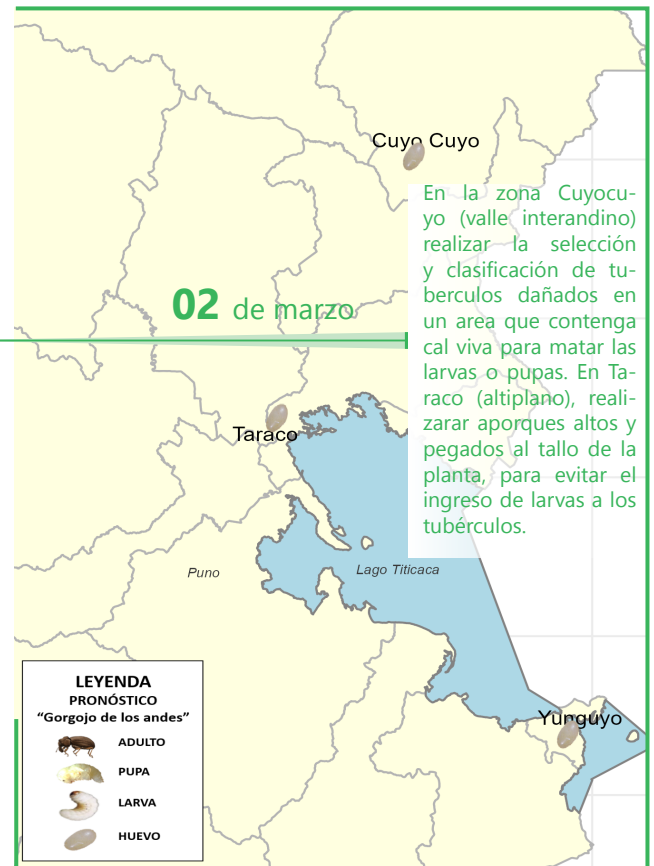 Cuyo Cuyo
En la zona Cuyocu-
yo (valle interandino)
realizar la selección
y clasificación de tu-
berculos dañados en
un area que contenga
cal viva para matar las
larvas o pupas. En Ta-
raco (altiplano), reali-
zarar aporques altos y
pegados al tallo de la
planta, para evitar el
ingreso de larvas a los
tubérculos.
02 de marzo
Taraco
Puno
Lago Titicaca
Yunguyo
LEYENDA
PRONÓSTICO
“Gorgojo de los andes”
ADULTO
PUPA
LARVA
HUEVO